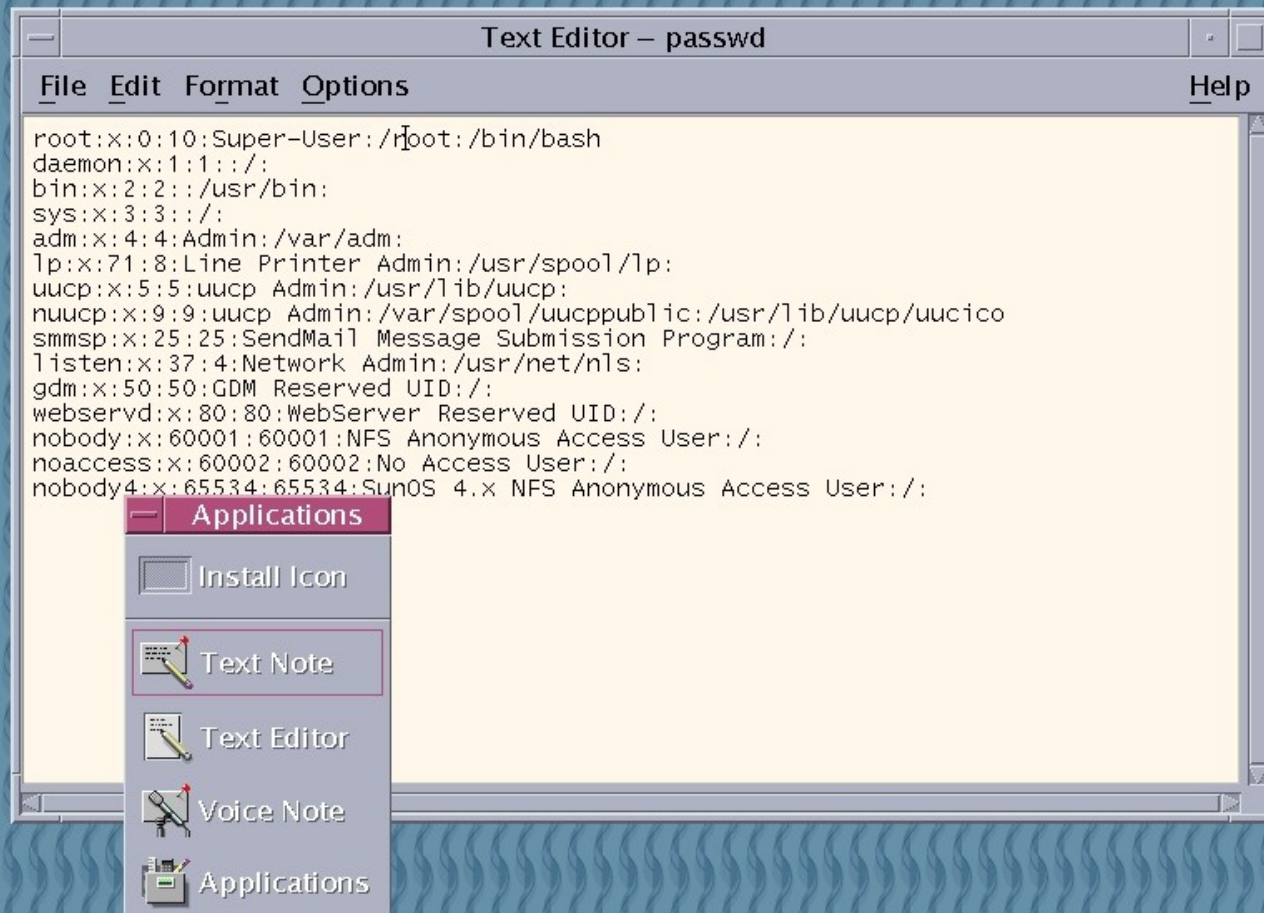 Text Editor – passwd
File Edit Format Options Help
root:x:0:10:Super-User:/root:/bin/bash
daemon:x:1:1::/:
bin:x:2:2::/usr/bin:
sys:x:3:3::/:
adm:x:4:4:Admin:/var/adm:
lp:x:71:8:Line Printer Admin:/usr/spool/lp:
uucp:x:5:5:uucp Admin:/usr/lib/uucp:
nuucp:x:9:9:uucp Admin:/var/spool/uucppublic:/usr/lib/uucp/uucico
smmsp:x:25:25:SendMail Message Submission Program:/:
listen:x:37:4:Network Admin:/usr/net/nls:
gdm:x:50:50:GDM Reserved UID:/:
webservd:x:80:80:WebServer Reserved UID:/:
nobody:x:60001:60001:NFS Anonymous Access User:/:
noaccess:x:60002:60002:No Access User:/:
nobody4:x:65534:65534:SunOS 4.x NFS Anonymous Access User:/:
Applications
Install Icon
Text Note
Text Editor
Voice Note
Applications